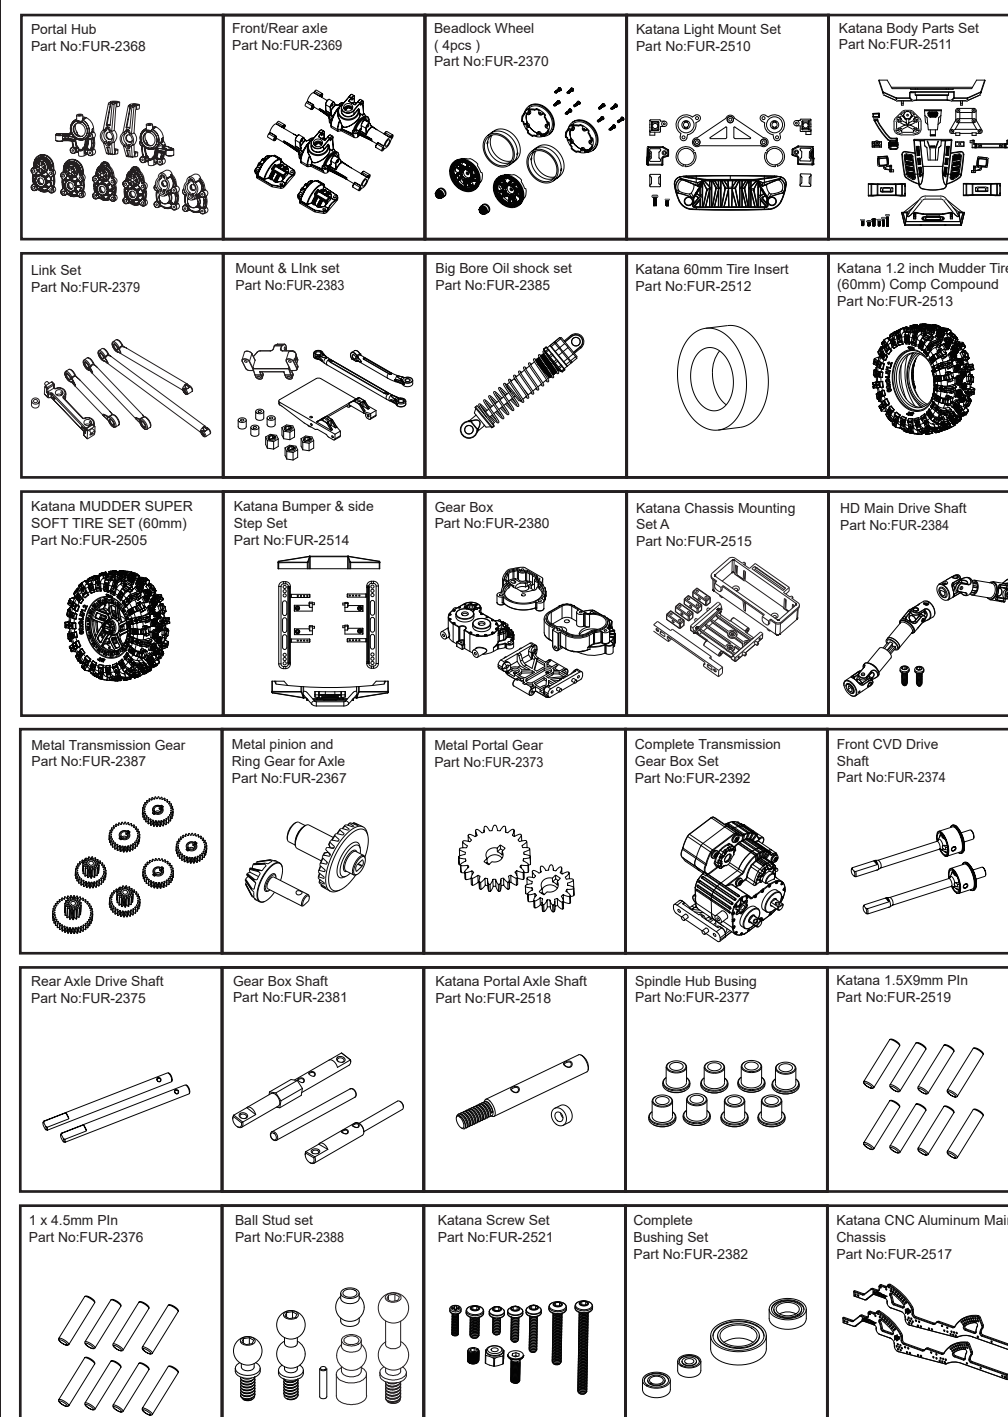 Portal Hub
Part No:FUR-2368
Front/Rear axle
Part No:FUR-2369
Beadlock Wheel
( 4pcs )
Part No:FUR-2370
Katana Light Mount Set
Part No:FUR-2510
Katana Body Parts Set
Part No:FUR-2511
Link Set
Part No:FUR-2379
Mount & LInk set
Part No:FUR-2383
Big Bore Oil shock set
Part No:FUR-2385
Katana 60mm Tire Insert
Part No:FUR-2512
Katana 1.2 inch Mudder Tire
(60mm) Comp Compound
Part No:FUR-2513
Katana MUDDER SUPER
SOFT TIRE SET (60mm)
Part No:FUR-2505
Katana Bumper & side
Step Set
Part No:FUR-2514
Gear Box
Part No:FUR-2380
Katana Chassis Mounting
Set A
Part No:FUR-2515
HD Main Drive Shaft
Part No:FUR-2384
Metal Transmission Gear
Part No:FUR-2387
Metal pinion and
Ring Gear for Axle
Part No:FUR-2367
Metal Portal Gear
Part No:FUR-2373
Complete Transmission
Gear Box Set
Part No:FUR-2392
Front CVD Drive
Shaft
Part No:FUR-2374
Rear Axle Drive Shaft
Part No:FUR-2375
Gear Box Shaft
Part No:FUR-2381
Katana Portal Axle Shaft
Part No:FUR-2518
Spindle Hub Busing
Part No:FUR-2377
Katana 1.5X9mm PIn
Part No:FUR-2519
1 x 4.5mm PIn
Part No:FUR-2376
Ball Stud set
Part No:FUR-2388
Katana Screw Set
Part No:FUR-2521
Complete
Bushing Set
Part No:FUR-2382
Katana CNC Aluminum Main
Chassis
Part No:FUR-2517